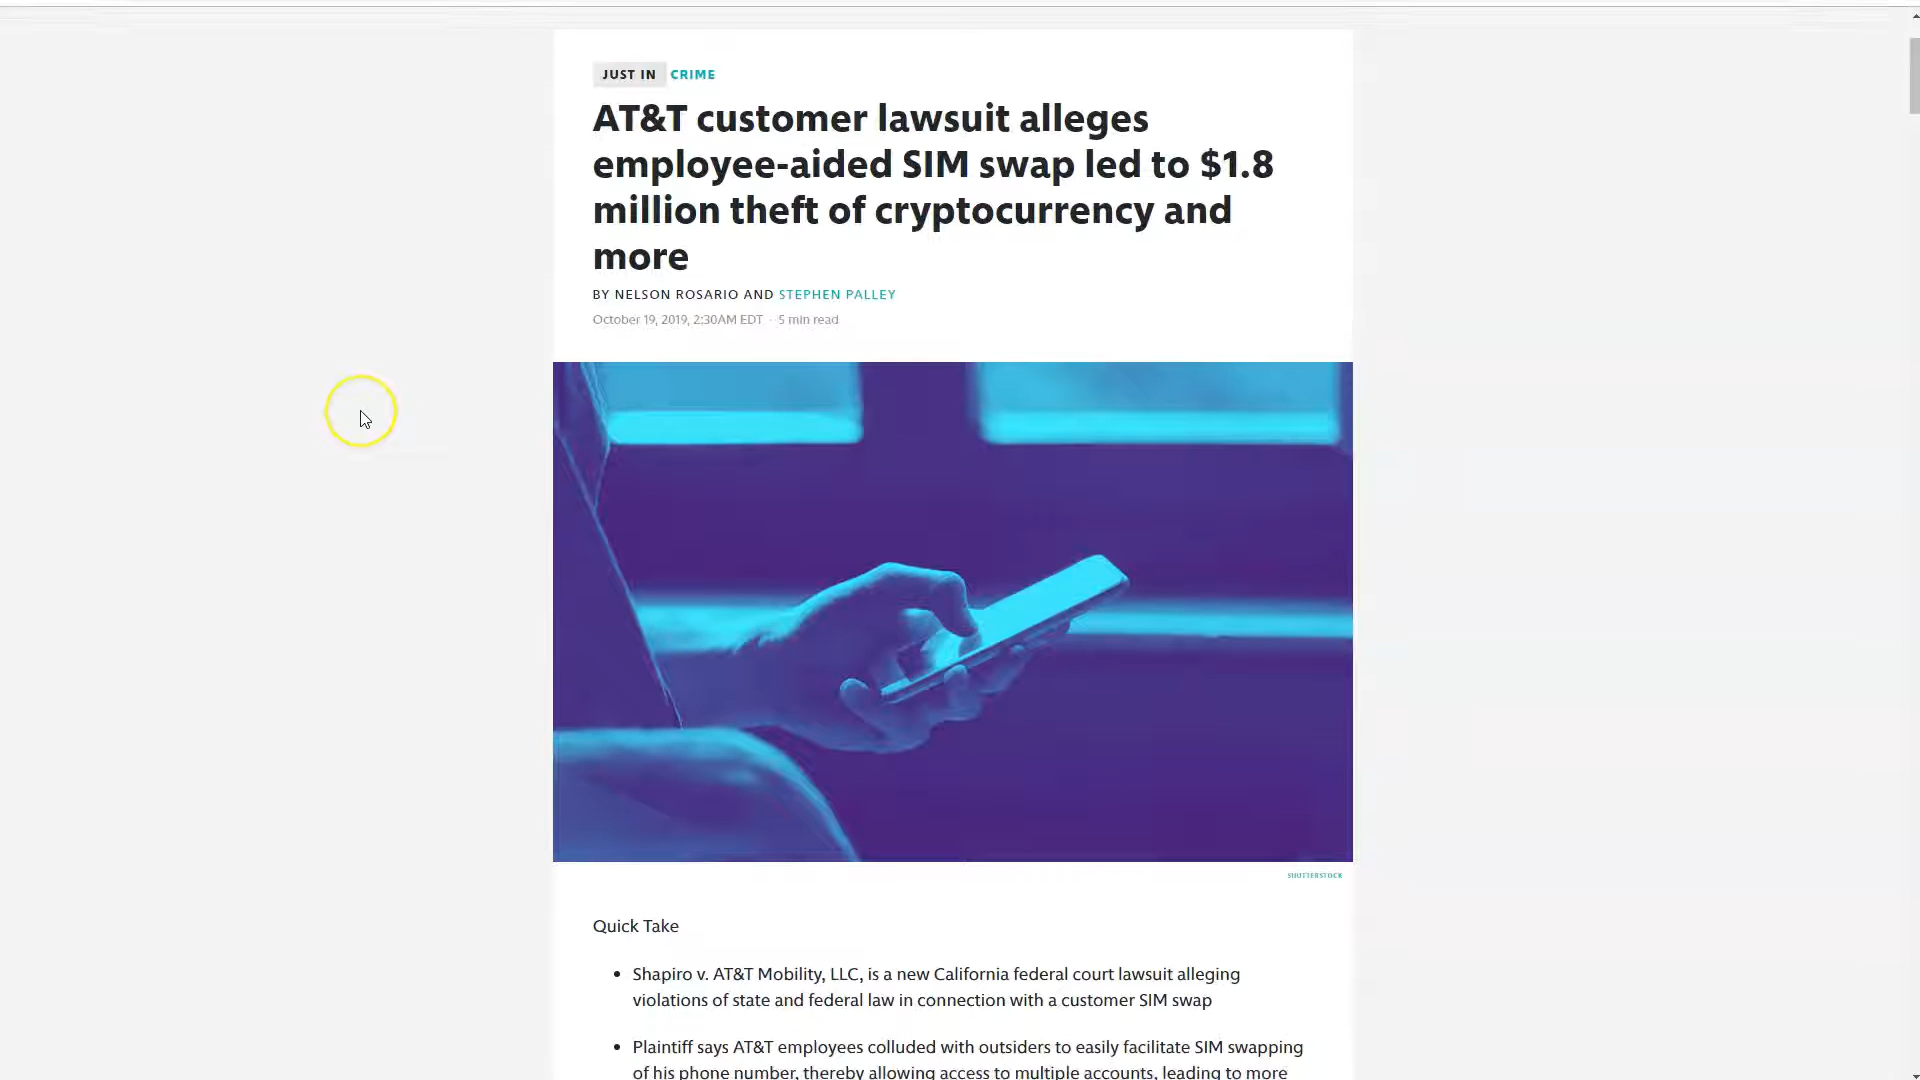 JUST IN CRIME
AT&T customer lawsuit alleges
employee-aided SIM swap led to $1.8
million theft of cryptocurrency and
more
BY NELSON ROSARIO AND STEPHEN PALLEY
October 19, 2019, 2:30AM EDT · 5 min read
SHUTTERSTOCK
Quick Take
• Shapiro v. AT&T Mobility, LLC, is a new California federal court lawsuit alleging
violations of state and federal law in connection with a customer SIM swap
• Plaintiff says AT&T employees colluded with outsiders to easily facilitate SIM swapping
of his phone number, thereby allowing access to multiple accounts, leading to more